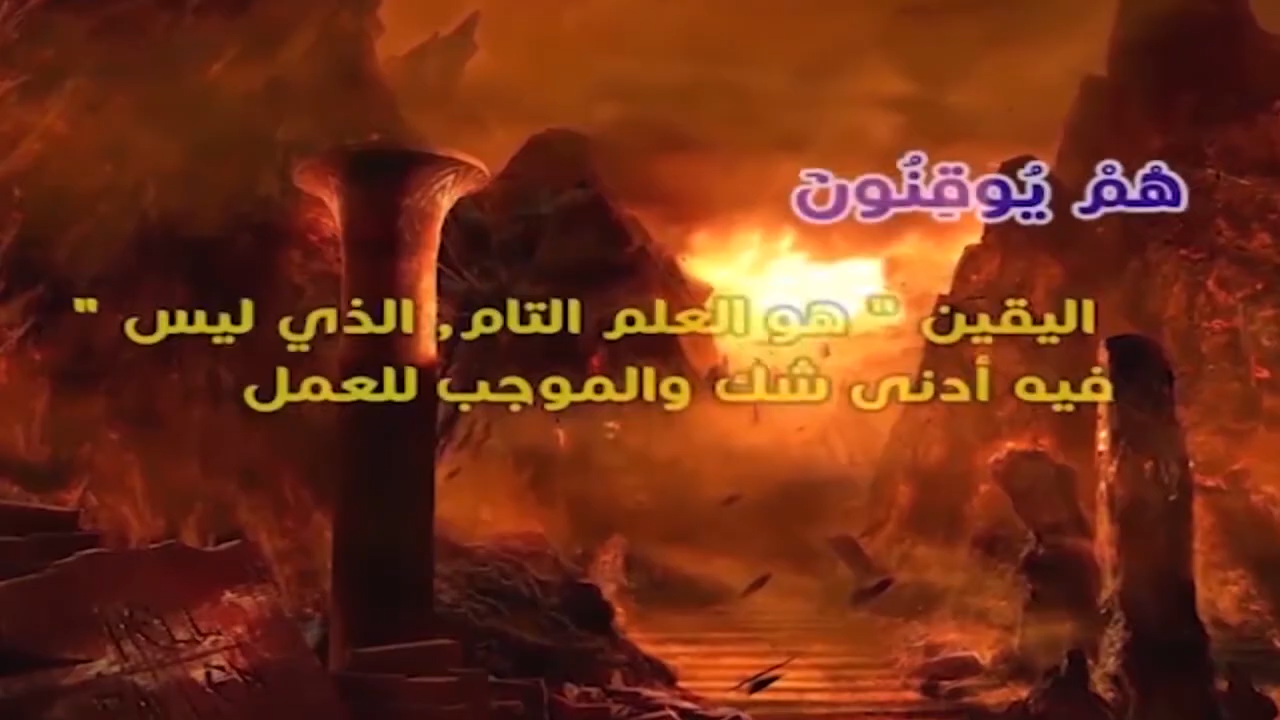 هُمْ يُوقِنُونَ
اليقين " هو العلم التام, الذي ليس "
فيه أدنى شك والموجب للعمل